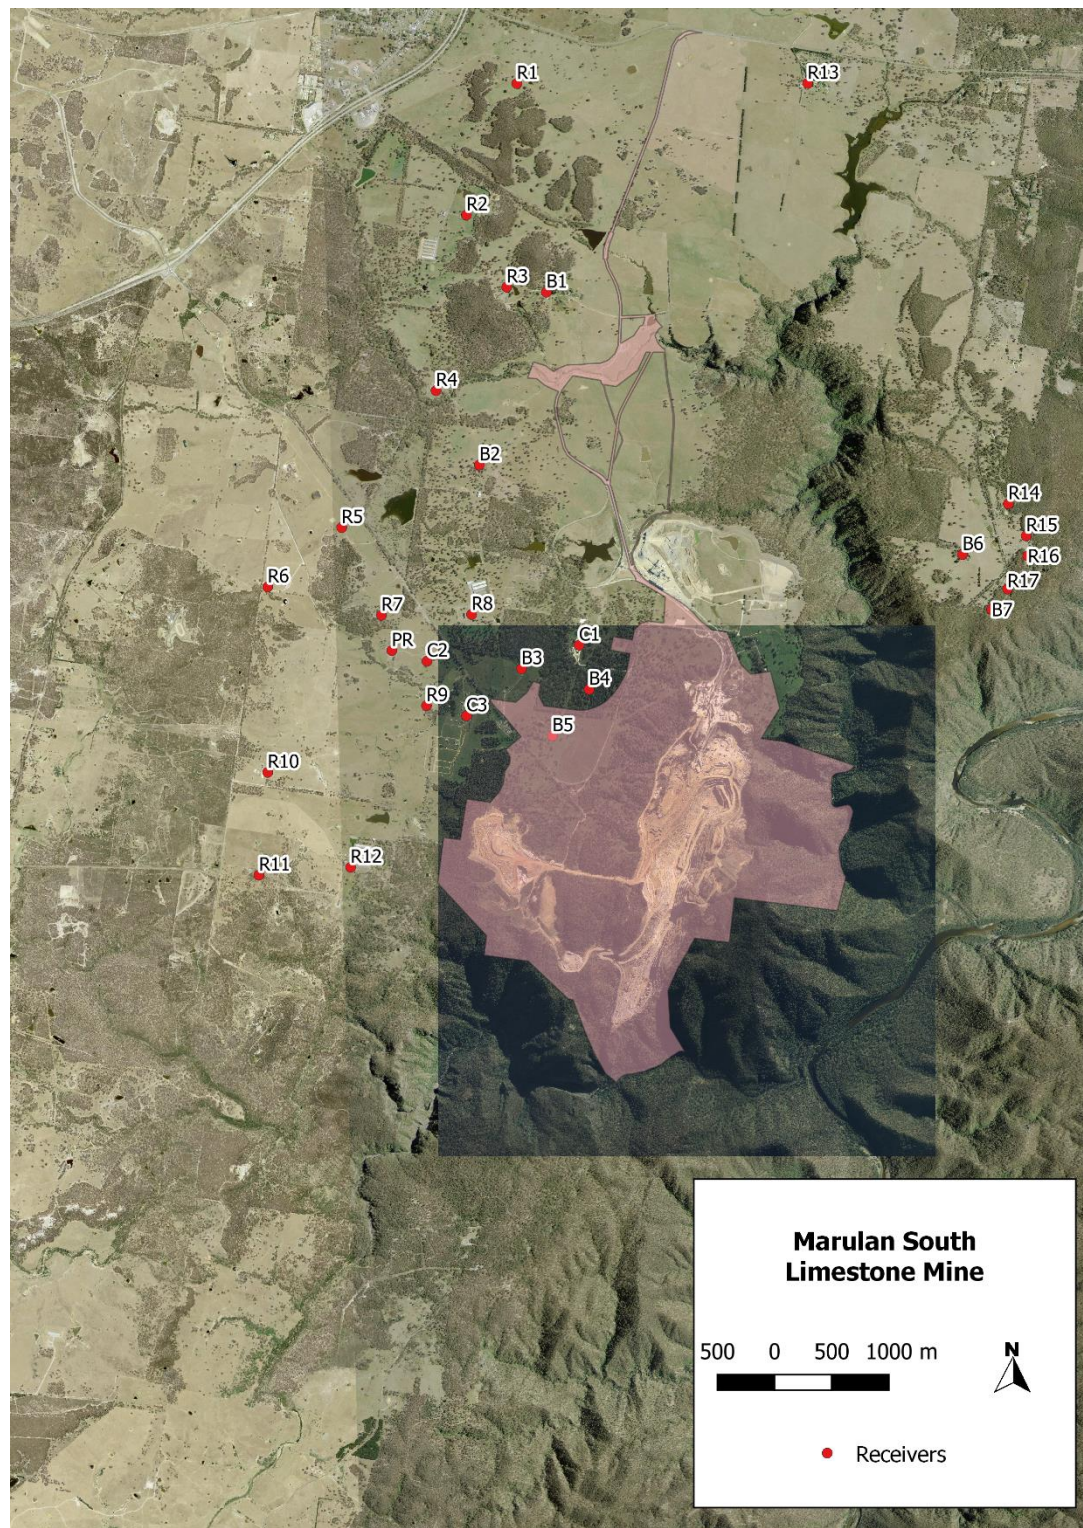 R1
R13
R2
R3
B1
R4
B2
R14
R5
R15
B6
R16
R6
R17
R7
R8
B7
C1
PR
C2
B3
B4
R9
C3
B5
R10
R12
R11
Marulan South
Limestone Mine
500 0 500 1000 m
N
Receivers